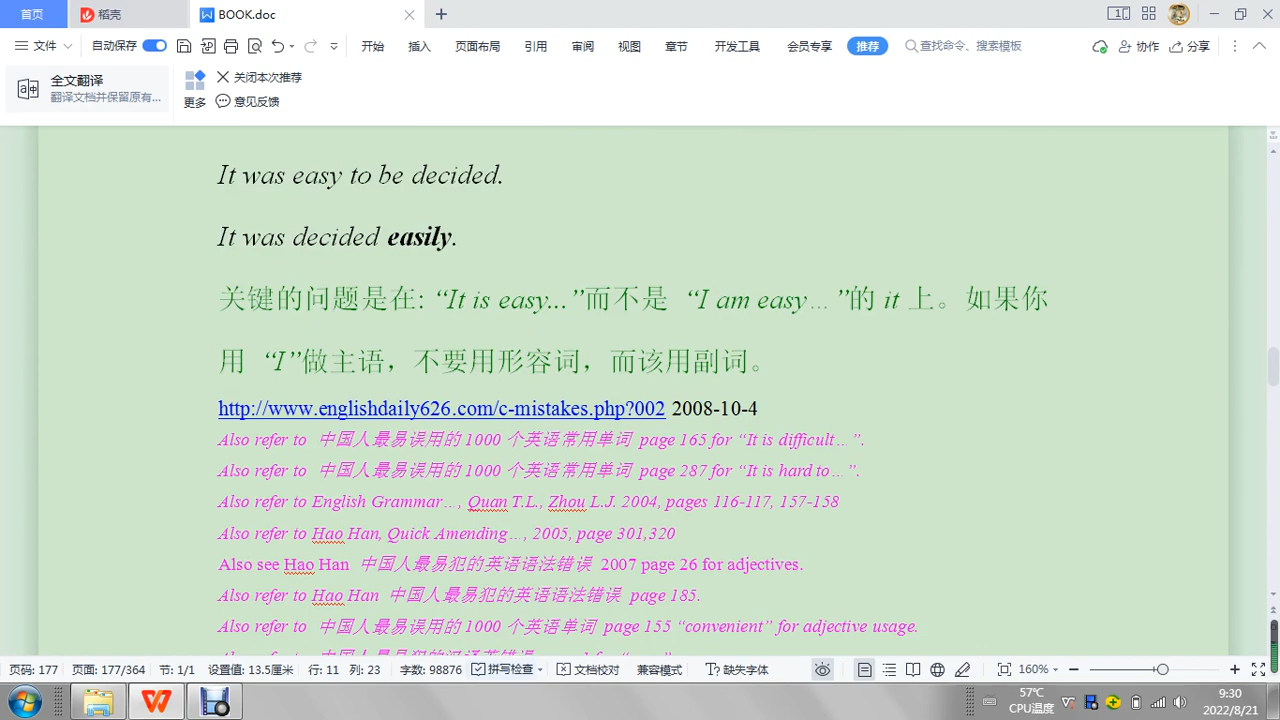 首页
稻壳
BOOK.doc
文件
自动保存
开始 插入 页面布局 引用 审阅 视图 章节 开发工具 会员专享 推荐 查找命令、搜索模板 协作 分享
全文翻译
翻译文档并保留原有...
更多
关闭本次推荐
意见反馈
It was easy to be decided.
It was decided easily.
关键的问题是在: “It is easy...”而不是 “I am easy…”的 it 上。如果你
用 “I”做主语，不要用形容词，而该用副词。
http://www.englishdaily626.com/c-mistakes.php?002 2008-10-4
Also refer to 中国人最易误用的 1000 个英语常用单词 page 165 for “It is difficult…”.
Also refer to 中国人最易误用的 1000 个英语常用单词 page 287 for “It is hard to…”.
Also refer to English Grammar…, Quan T.L., Zhou L.J. 2004, pages 116-117, 157-158
Also refer to Hao Han, Quick Amending…, 2005, page 301,320
Also see Hao Han 中国人最易犯的英语语法错误 2007 page 26 for adjectives.
Also refer to Hao Han 中国人最易犯的英语语法错误 page 185.
Also refer to 中国人最易误用的 1000 个英语单词 page 155 “convenient” for adjective usage.
页码: 177 页面: 177/364 节: 1/1 设置值: 13.5厘米 行: 11 列: 23 字数: 98876 拼写检查 文档校对 兼容模式 缺失字体 160%
57℃
CPU温度
9:30
2022/8/21